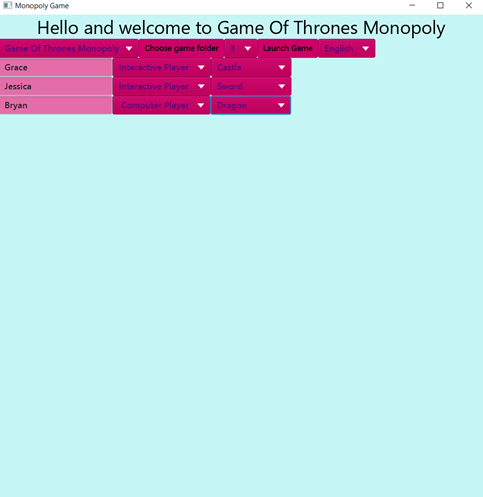 Monopoly Game
Hello and welcome to Game Of Thrones Monopoly
Game Of Thrones Monopoly Choose game folder 3 Launch Game English
Grace Interactive Player Castle
Jessica Interactive Player Sword
Bryan Computer Player Dragon